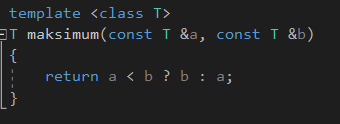 template <class T>
T maksimum(const T &a, const T &b)
{
    return a < b ? b : a;
}